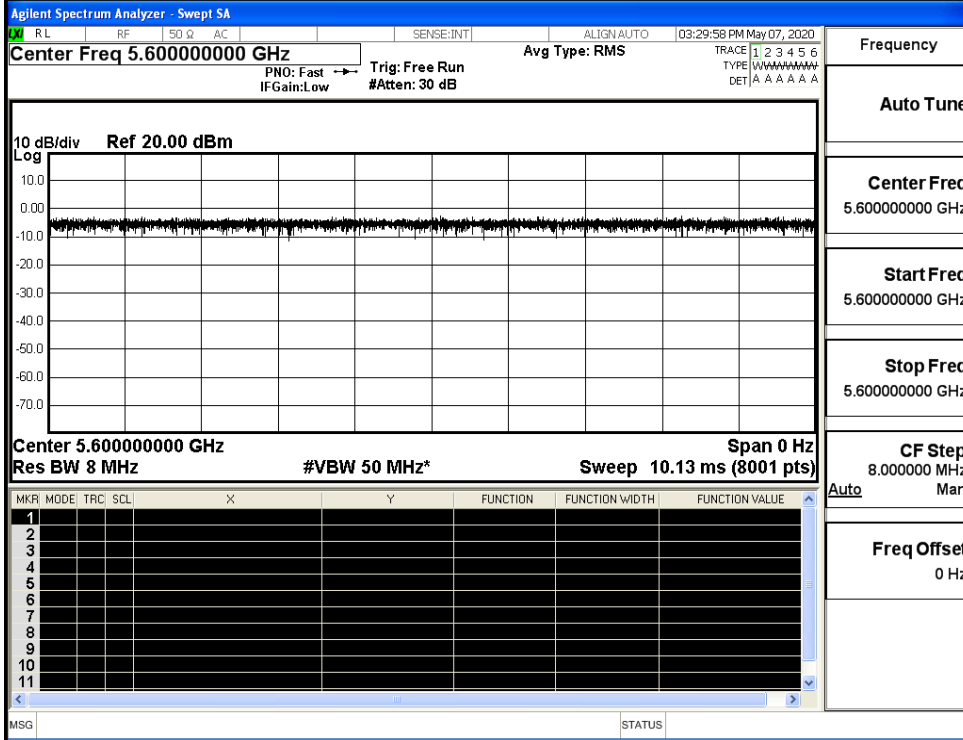 Agilent Spectrum Analyzer - Swept SA
LXI RL RF 50 Ω AC SENSE:INT ALIGN AUTO 03:29:58 PM May 07, 2020
Center Freq 5.600000000 GHz
PNO: Fast
IFGain:Low
Trig: Free Run
#Atten: 30 dB
Avg Type: RMS
TRACE 1 2 3 4 5 6
TYPE WWWWWW
DET A A A A A A
10 dB/div Ref 20.00 dBm
Log
10.0
0.00
-10.0
-20.0
-30.0
-40.0
-50.0
-60.0
-70.0
Center 5.600000000 GHz Span 0 Hz
Res BW 8 MHz #VBW 50 MHz* Sweep 10.13 ms (8001 pts)
MKR MODE TRC SCL X Y FUNCTION FUNCTION WIDTH FUNCTION VALUE
1
2
3
4
5
6
7
8
9
10
11
MSG STATUS
Frequency
Auto Tune
Center Freq
5.600000000 GHz
Start Freq
5.600000000 GHz
Stop Freq
5.600000000 GHz
CF Step
8.000000 MHz
Auto Man
Freq Offset
0 Hz